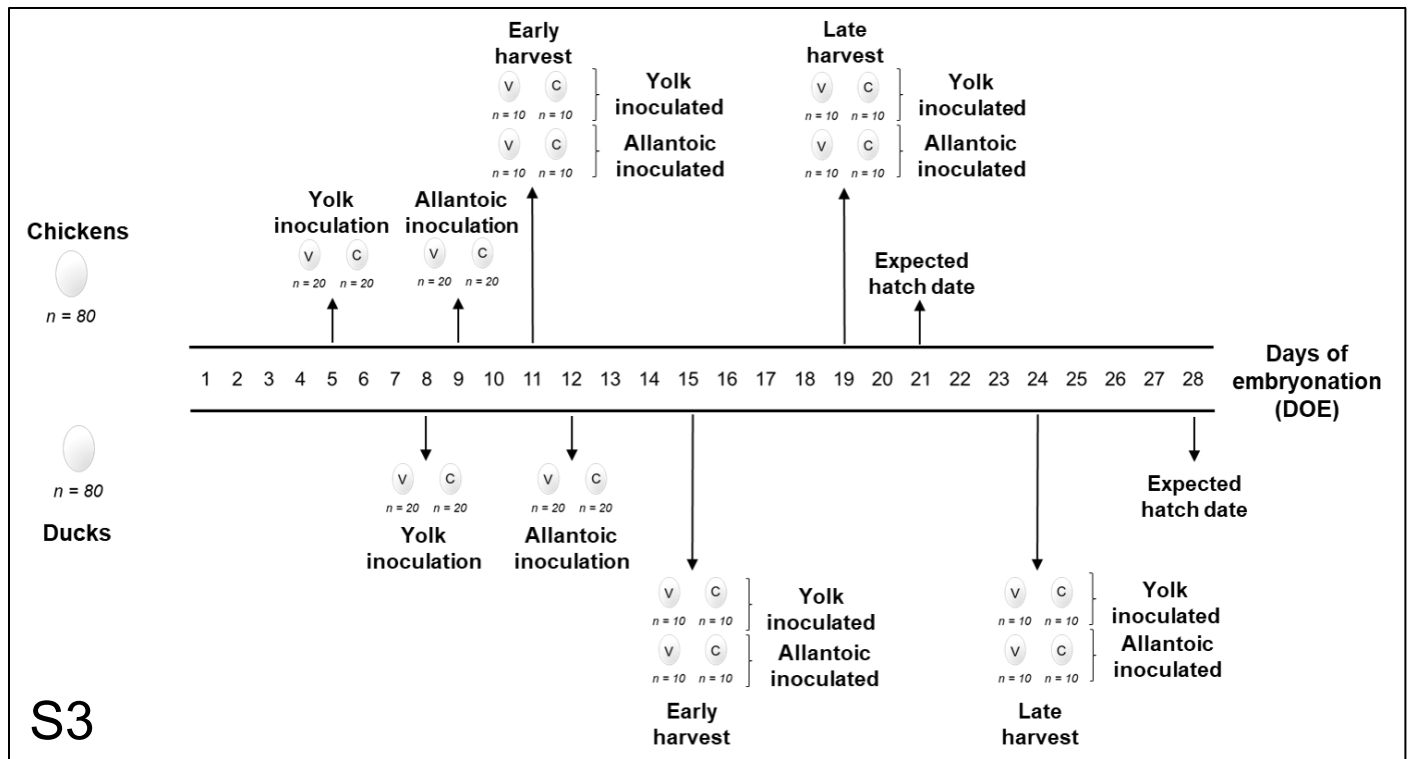 Early
harvest
V C
n = 10 n = 10
V C
n = 10 n = 10
Yolk
inoculated
Allantoic
inoculated
Late
harvest
V C
n = 10 n = 10
V C
n = 10 n = 10
Yolk
inoculated
Allantoic
inoculated
Chickens
n = 80
Yolk
inoculation
V C
n = 20 n = 20
Allantoic
inoculation
V C
n = 20 n = 20
Expected
hatch date
1 2 3 4 5 6 7 8 9 10 11 12 13 14 15 16 17 18 19 20 21 22 23 24 25 26 27 28
Days of
embryonation
(DOE)
n = 80
Ducks
V C
n = 20 n = 20
Yolk
inoculation
V C
n = 20 n = 20
Allantoic
inoculation
Expected
hatch date
V C
n = 10 n = 10
V C
n = 10 n = 10
Yolk
inoculated
Allantoic
inoculated
Early
harvest
V C
n = 10 n = 10
V C
n = 10 n = 10
Yolk
inoculated
Allantoic
inoculated
Late
harvest
S3